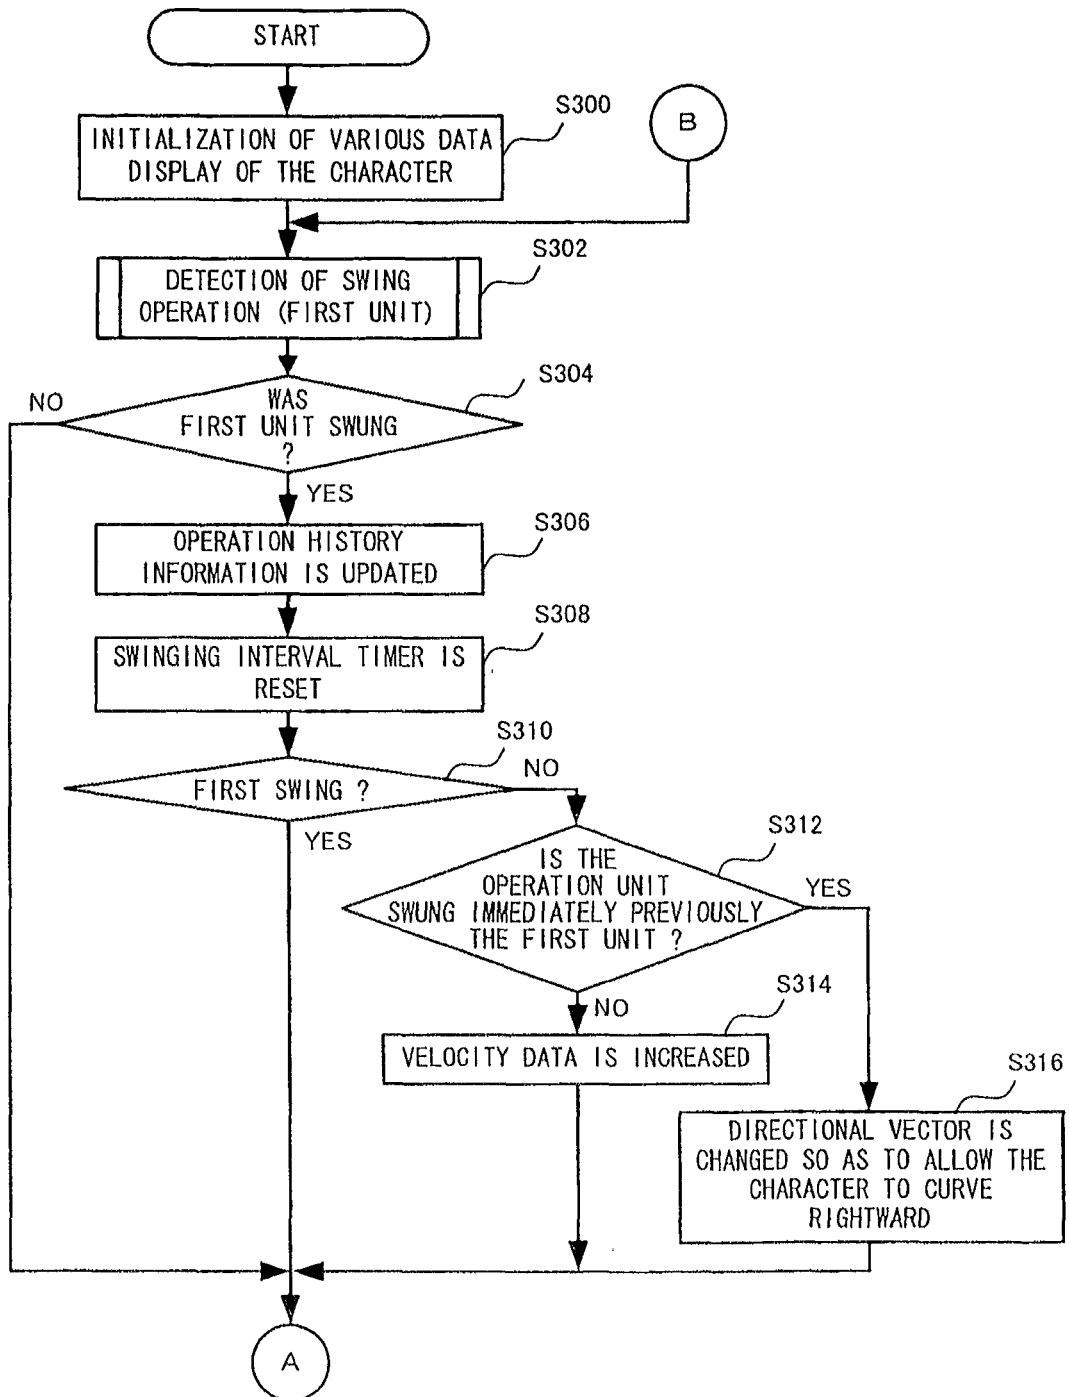 START
S300
B
INITIALIZATION OF VARIOUS DATA
DISPLAY OF THE CHARACTER
S302
DETECTION OF SWING
OPERATION (FIRST UNIT)
S304
NO
WAS
FIRST UNIT SWUNG
?
YES
S306
OPERATION HISTORY
INFORMATION IS UPDATED
S308
SWINGING INTERVAL TIMER IS
RESET
S310
FIRST SWING ?
NO
YES
S312
IS THE
OPERATION UNIT
SWUNG IMMEDIATELY PREVIOUSLY
THE FIRST UNIT ?
YES
NO
S314
VELOCITY DATA IS INCREASED
S316
DIRECTIONAL VECTOR IS
CHANGED SO AS TO ALLOW THE
CHARACTER TO CURVE
RIGHTWARD
A